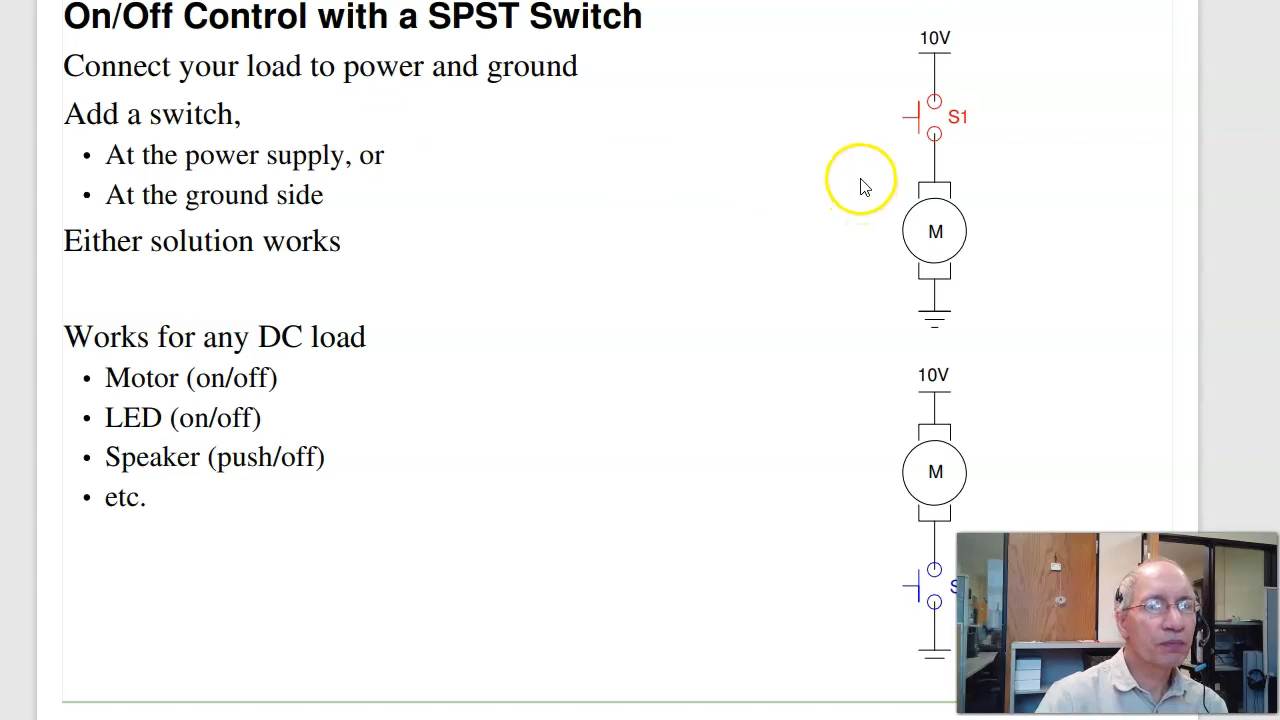 On/Off Control with a SPST Switch
Connect your load to power and ground
Add a switch,
• At the power supply, or
• At the ground side
Either solution works
Works for any DC load
• Motor (on/off)
• LED (on/off)
• Speaker (push/off)
• etc.
10V
S1
M
10V
M